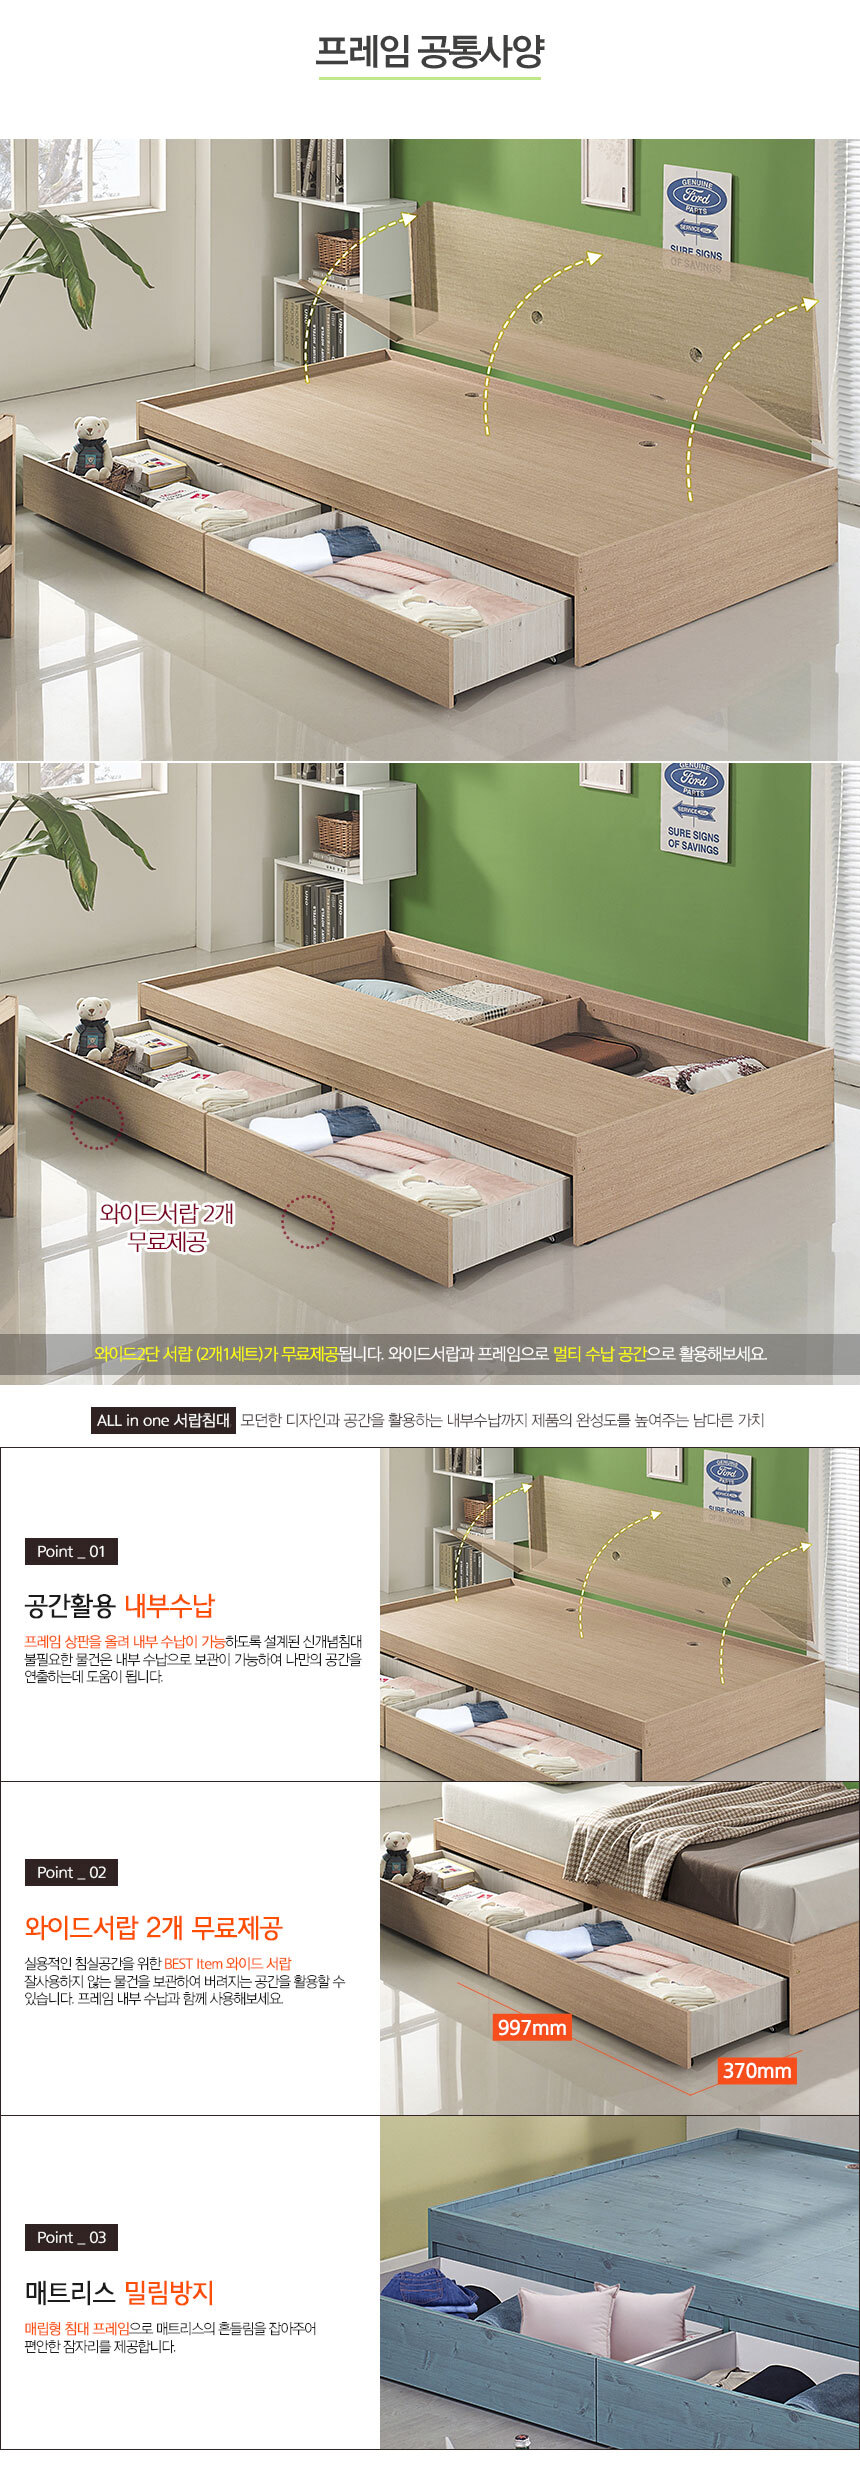 프레임 공통사양
GENUINE
Ford
PARTS
SERVICE
SURE SIGNS
OF SAVINGS
UNO
GENUINE
Ford
PARTS
SERVICE
SURE SIGNS
OF SAVINGS
UNO
와이드서랍 2개
무료제공
와이드2단 서랍 (2개1세트)가 무료제공됩니다. 와이드서랍과 프레임으로 멀티 수납 공간으로 활용해보세요.
ALL in one 서랍침대 모던한 디자인과 공간을 활용하는 내부수납까지 제품의 완성도를 높여주는 남다른 가치
Point _ 01
공간활용 내부수납
프레임 상판을 올려 내부 수납이 가능하도록 설계된 신개념침대
불필요한 물건은 내부 수납으로 보관이 가능하여 나만의 공간을
연출하는데 도움이 됩니다.
GENUINE
Ford
PARTS
SERVICE
SURE SIGNS
OF SAVINGS
Point _ 02
와이드서랍 2개 무료제공
실용적인 침실공간을 위한 BEST Item 와이드 서랍
잘사용하지 않는 물건을 보관하여 버려지는 공간을 활용할 수
있습니다. 프레임 내부 수납과 함께 사용해보세요.
997mm
370mm
Point _ 03
매트리스 밀림방지
매립형 침대 프레임으로 매트리스의 흔들림을 잡아주어
편안한 잠자리를 제공합니다.